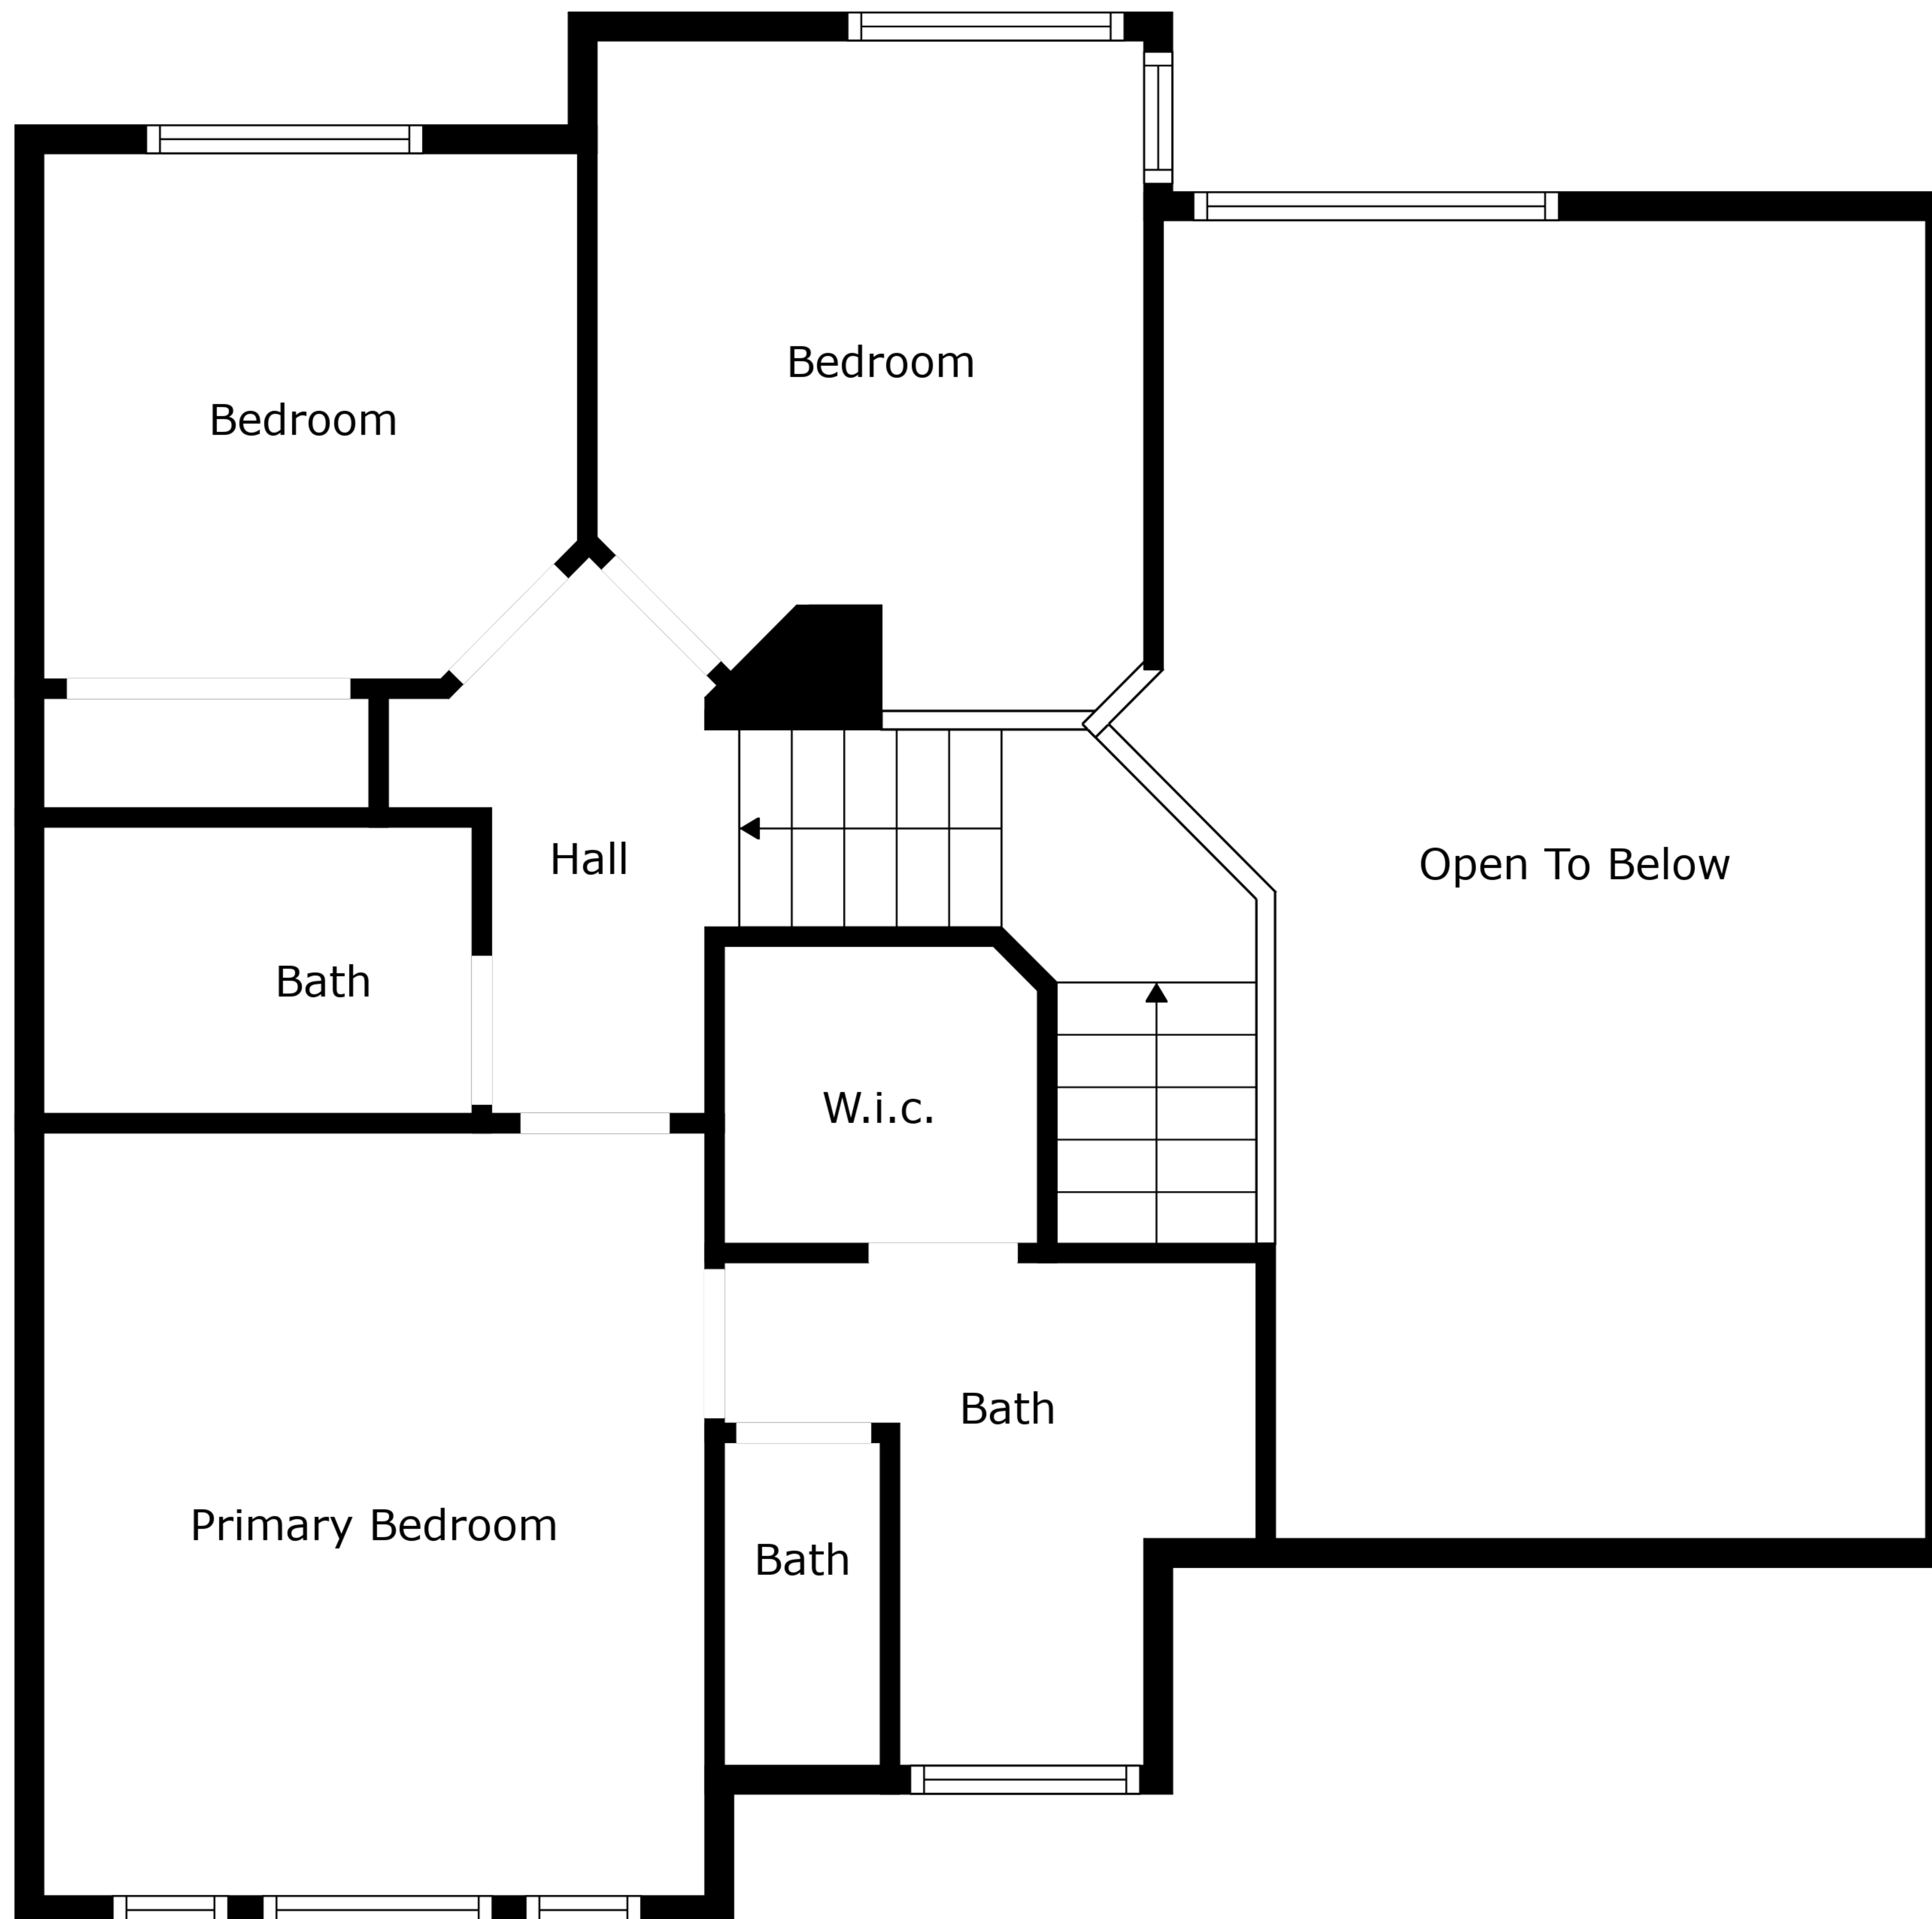 Bedroom
Bedroom
Hall
Open To Below
Bath
W.i.c.
Bath
Primary Bedroom
Bath